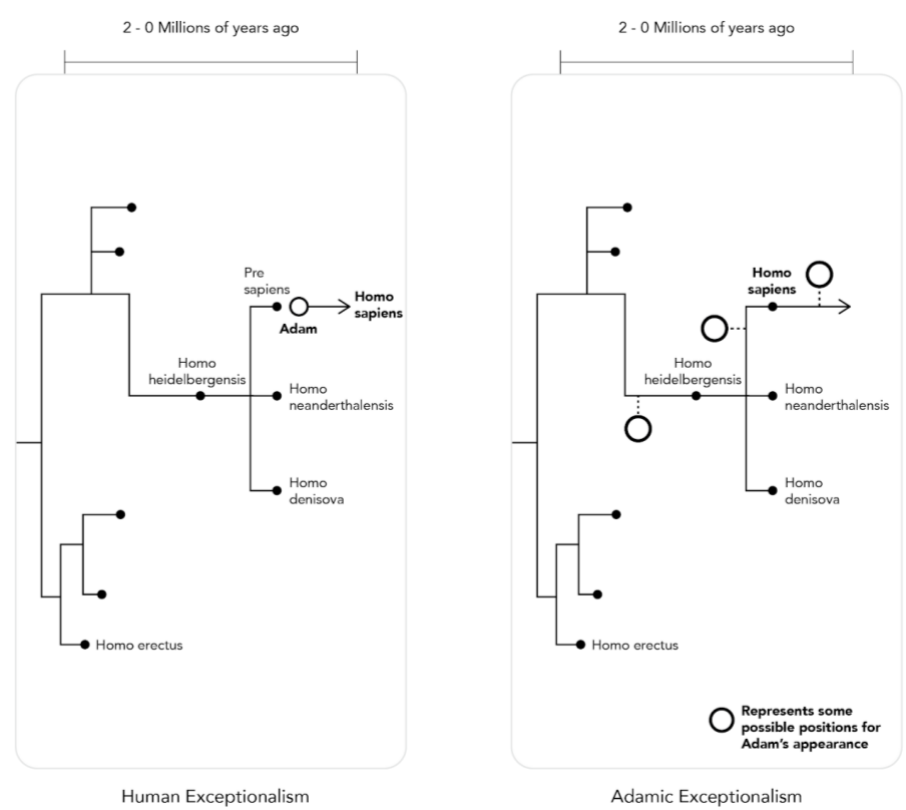 2 - 0 Millions of years ago
Pre
sapiens
Adam
Homo
sapiens
Homo
heidelbergensis
Homo
neanderthalensis
Homo
denisova
Homo erectus
Human Exceptionalism
2 - 0 Millions of years ago
Homo
sapiens
Homo
heidelbergensis
Homo
neanderthalensis
Homo
denisova
Homo erectus
Represents some
possible positions for
Adam's appearance
Adamic Exceptionalism